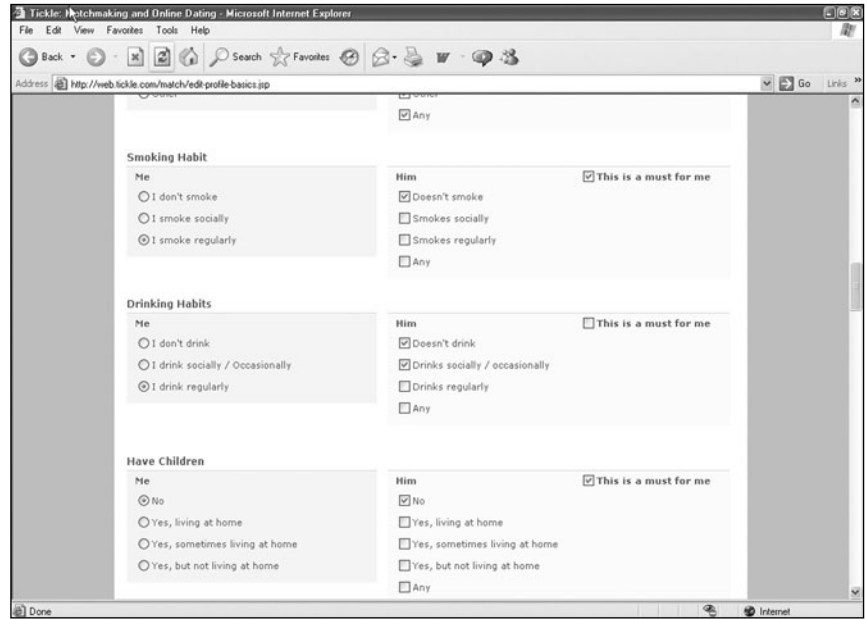 Tickle: Matchmaking and Online Dating - Microsoft Internet Explorer
File Edit View Favorites Tools Help
Back Search Favorites
Address http://web.tickle.com/match/edit-profile-basics.jsp Go Links »
Other Other
Any
Smoking Habit
Me Him This is a must for me
I don't smoke Doesn't smoke
I smoke socially Smokes socially
I smoke regularly Smokes regularly
Any
Drinking Habits
Me Him This is a must for me
I don't drink Doesn't drink
I drink socially / Occasionally Drinks socially / occasionally
I drink regularly Drinks regularly
Any
Have Children
Me Him This is a must for me
No No
Yes, living at home Yes, living at home
Yes, sometimes living at home Yes, sometimes living at home
Yes, but not living at home Yes, but not living at home
Any
Done Internet